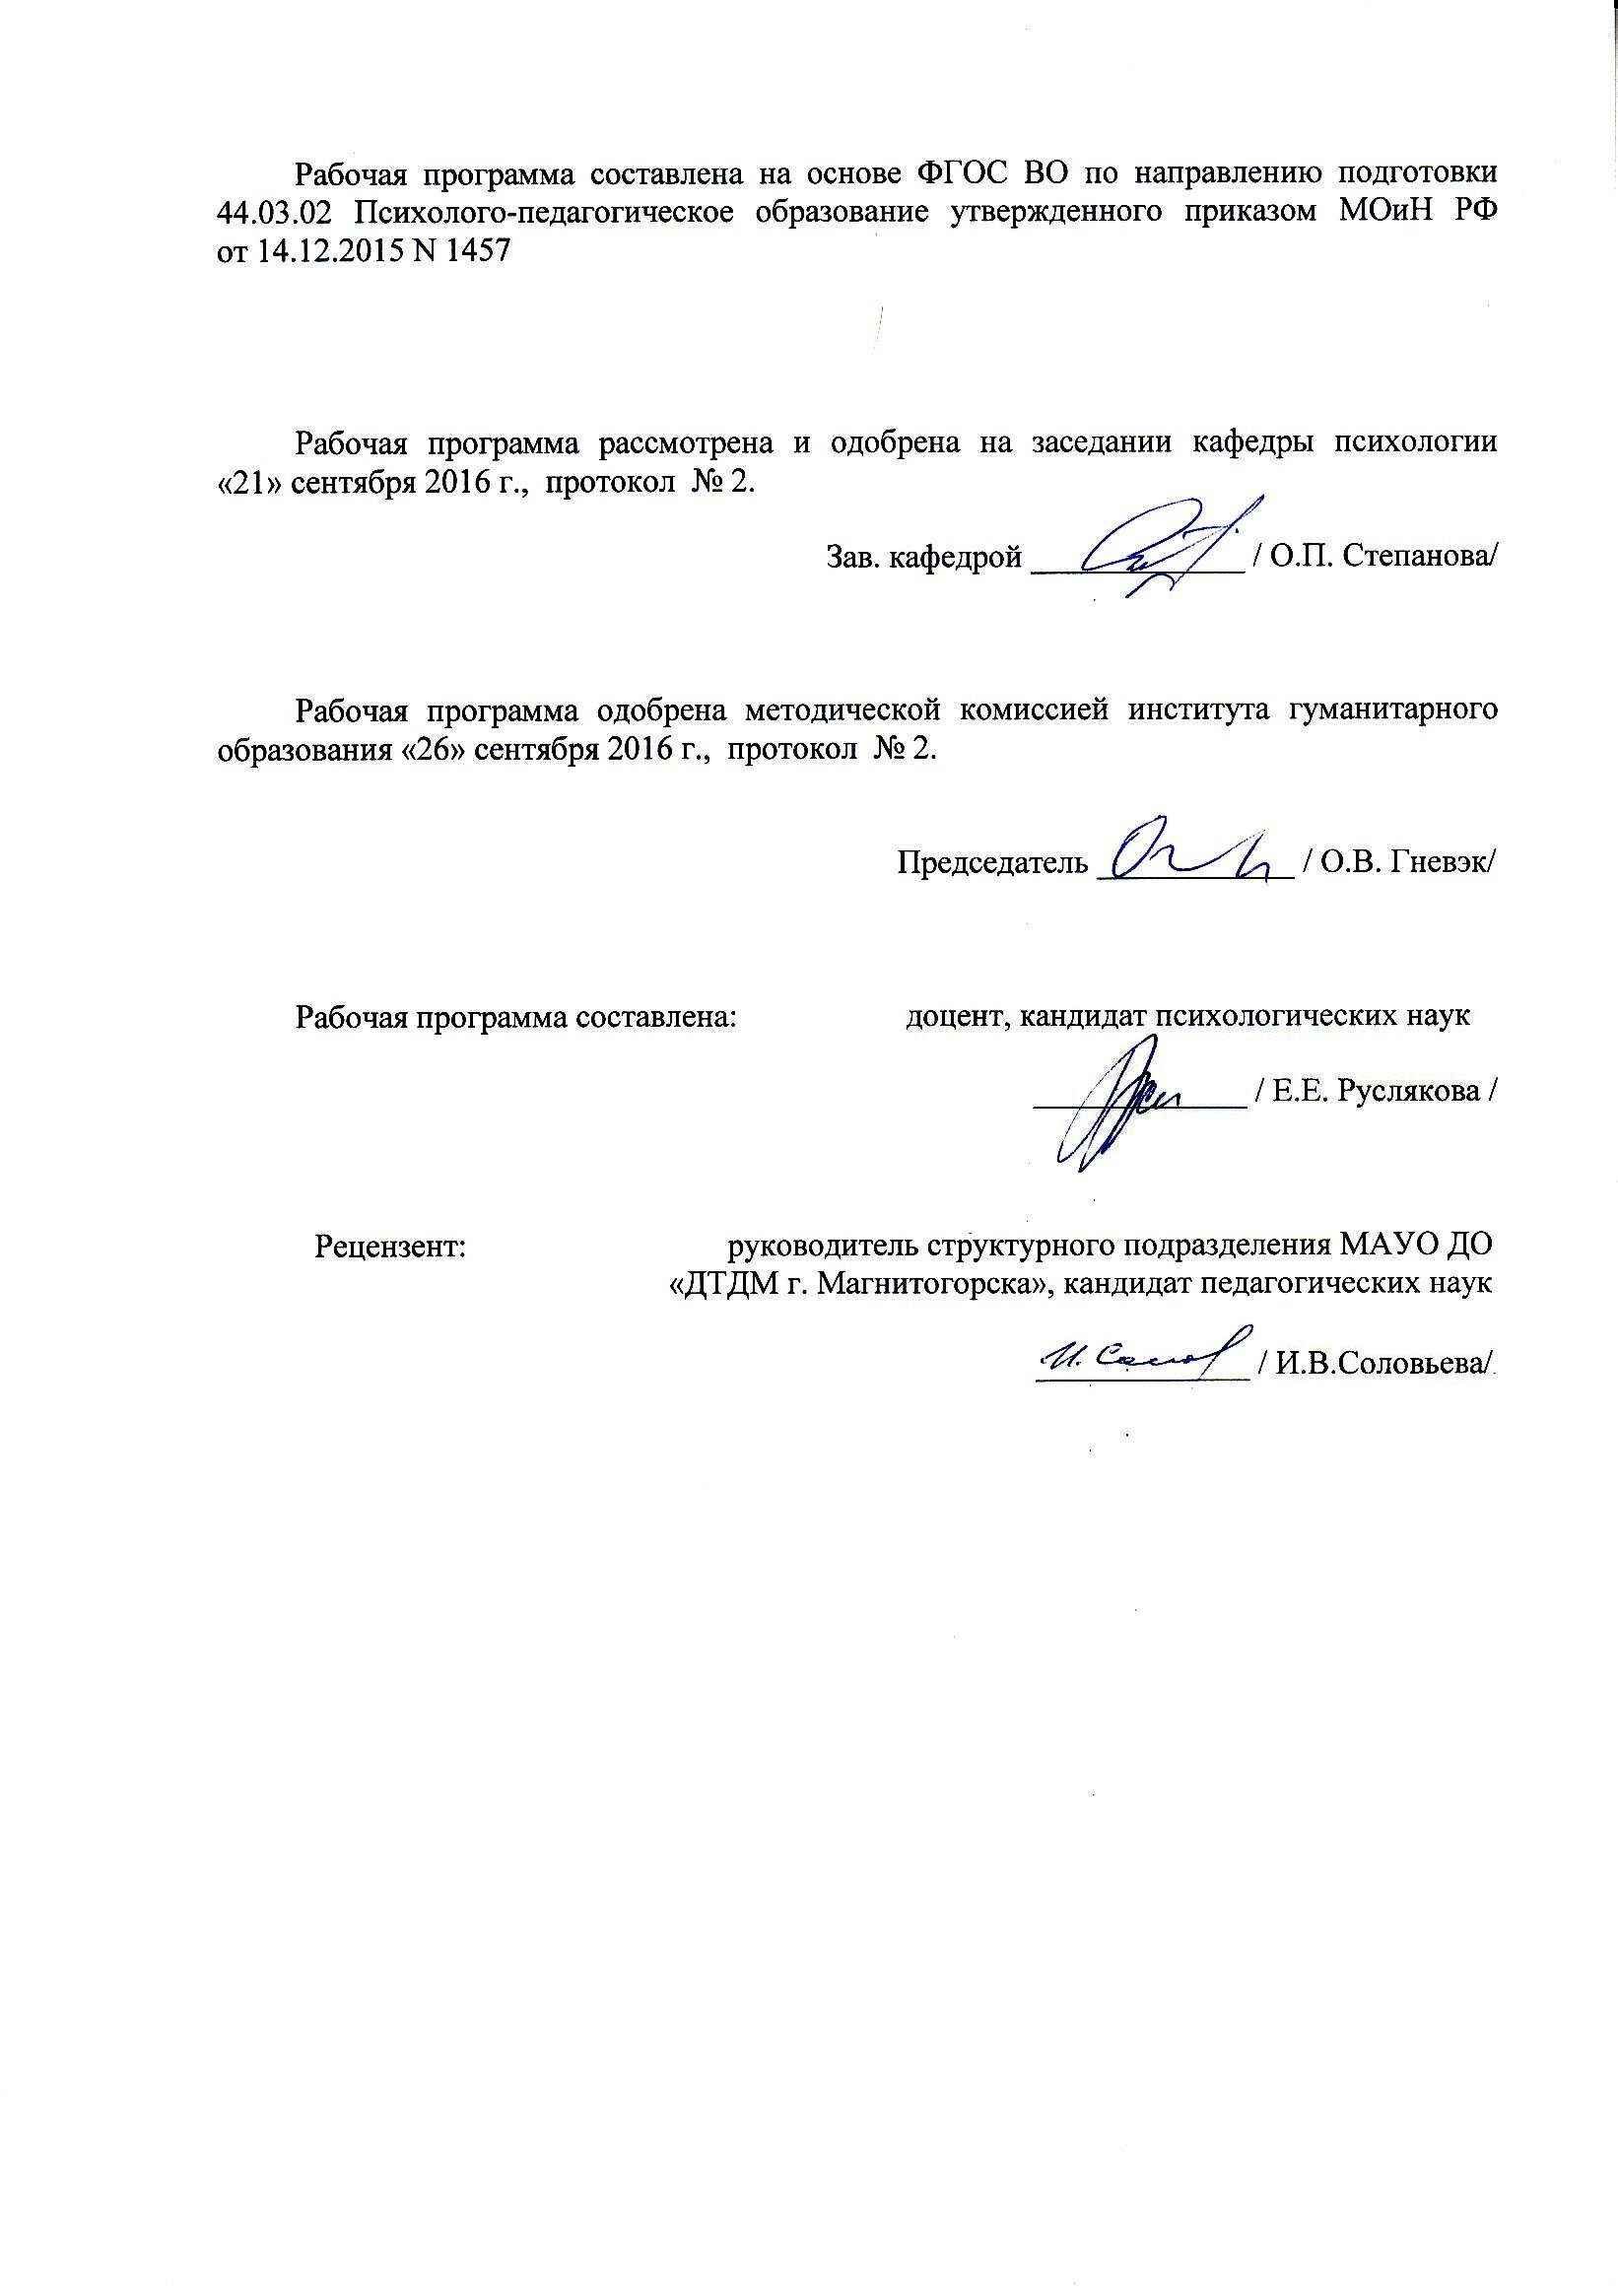 Рабочая программа составлена на основе ФГОС ВО по направлению подготовки
44.03.02 Психолого-педагогическое образование утвержденного приказом МОиН РФ
от 14.12.2015 N 1457
Рабочая программа рассмотрена и одобрена на заседании кафедры психологии
«21» сентября 2016 г., протокол № 2.
Зав. кафедрой / О.П. Степанова/
Рабочая программа одобрена методической комиссией института гуманитарного
образования «26» сентября 2016 г., протокол № 2.
Председатель / О.В. Гневэк/
Рабочая программа составлена: доцент, кандидат психологических наук
/ Е.Е. Руслякова /
Рецензент: руководитель структурного подразделения МАУО ДО
«ДТДМ г. Магнитогорска», кандидат педагогических наук
/ И.В.Соловьева/